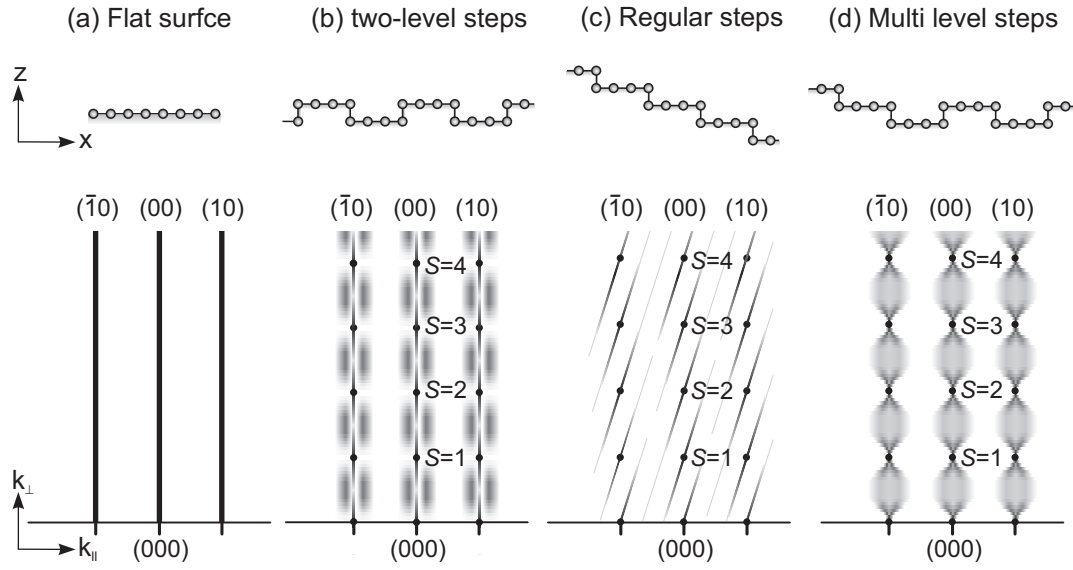 (a) Flat surfce (b) two-level steps (c) Regular steps (d) Multi level steps
z
x
(1̄0) (00) (10) (1̄0) (00) (10) (1̄0) (00) (10) (1̄0) (00) (10)
S=4 S=4 S=4
S=3 S=3 S=3
S=2 S=2 S=2
S=1 S=1 S=1
k⊥
k|| (000) (000) (000) (000)